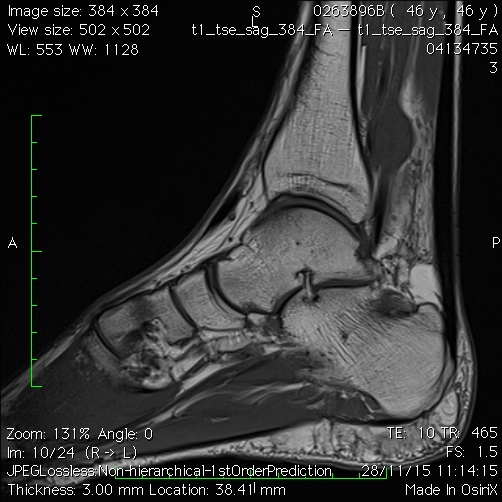 Image size: 384 x 384
View size: 502 x 502
WL: 553 WW: 1128
S
0263896B ( 46 y, 46 y)
t1_tse_sag_384_FA — t1_tse_sag_384_FA
04134735
3
A
P
Zoom: 131% Angle: 0
Im: 10/24 (R -> L)
JPEGLossless:Non-hierarchical-1stOrderPrediction
Thickness: 3.00 mm Location: 38.41 mm
I
TE: 10 TR: 465
FS: 1.5
28/11/15 11:14:15
Made In OsiriX